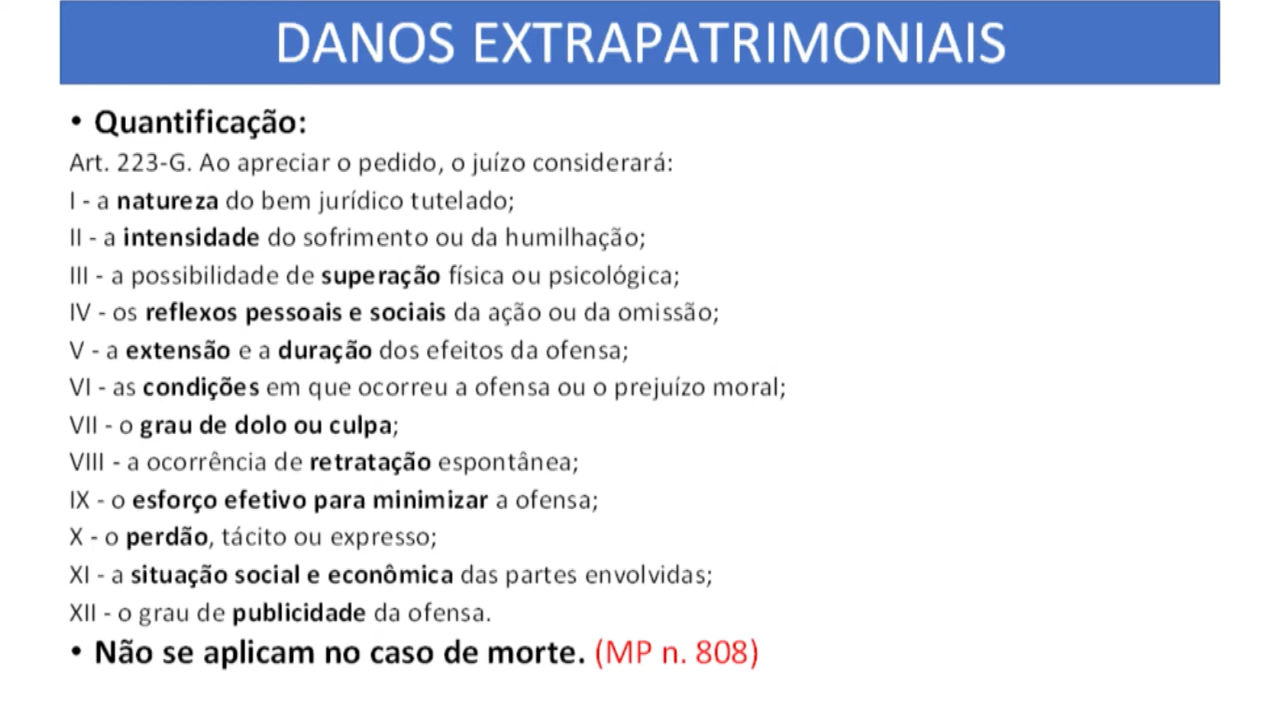 DANOS EXTRAPATRIMONIAIS
• Quantificação:
Art. 223-G. Ao apreciar o pedido, o juízo considerará:
I - a natureza do bem jurídico tutelado;
II - a intensidade do sofrimento ou da humilhação;
III - a possibilidade de superação física ou psicológica;
IV - os reflexos pessoais e sociais da ação ou da omissão;
V - a extensão e a duração dos efeitos da ofensa;
VI - as condições em que ocorreu a ofensa ou o prejuízo moral;
VII - o grau de dolo ou culpa;
VIII - a ocorrência de retratação espontânea;
IX - o esforço efetivo para minimizar a ofensa;
X - o perdão, tácito ou expresso;
XI - a situação social e econômica das partes envolvidas;
XII - o grau de publicidade da ofensa.
• Não se aplicam no caso de morte. (MP n. 808)